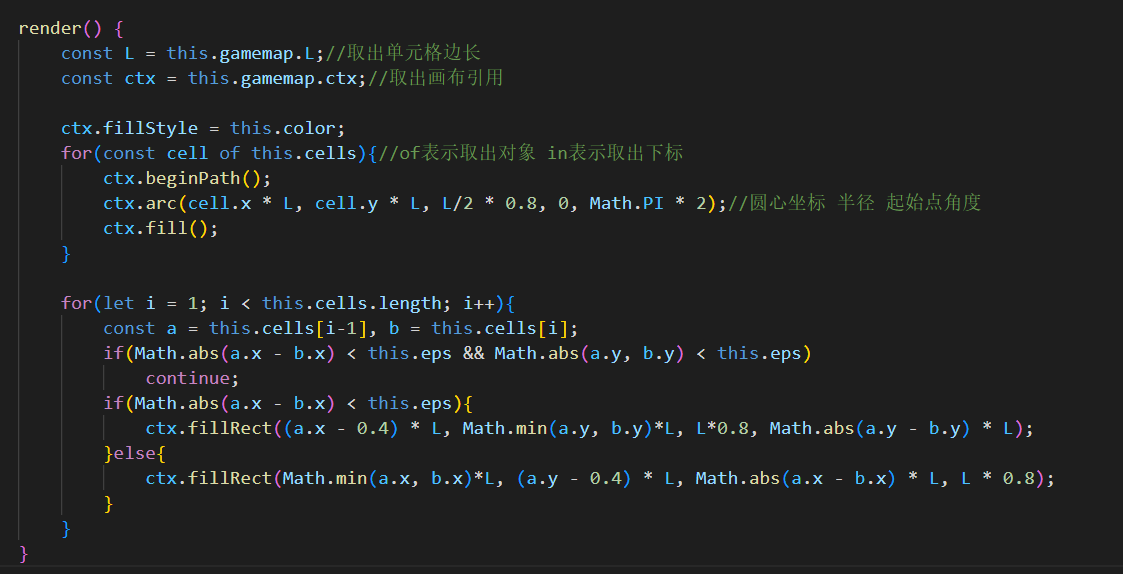 render() {
    const L = this.gamemap.L;//取出单元格边长
    const ctx = this.gamemap.ctx;//取出画布引用
    ctx.fillStyle = this.color;
    for(const cell of this.cells){//of表示取出对象 in表示取出下标
        ctx.beginPath();
        ctx.arc(cell.x * L, cell.y * L, L/2 * 0.8, 0, Math.PI * 2);//圆心坐标 半径 起始点角度
        ctx.fill();
    }
    for(let i = 1; i < this.cells.length; i++){
        const a = this.cells[i-1], b = this.cells[i];
        if(Math.abs(a.x - b.x) < this.eps && Math.abs(a.y, b.y) < this.eps)
            continue;
        if(Math.abs(a.x - b.x) < this.eps){
            ctx.fillRect((a.x - 0.4) * L, Math.min(a.y, b.y)*L, L*0.8, Math.abs(a.y - b.y) * L);
        }else{
            ctx.fillRect(Math.min(a.x, b.x)*L, (a.y - 0.4) * L, Math.abs(a.x - b.x) * L, L * 0.8);
        }
    }
}